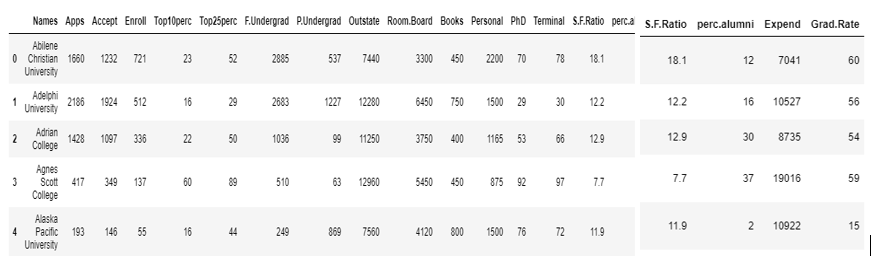 Names Apps Accept Enroll Top10perc Top25perc F.Undergrad P.Undergrad Outstate Room.Board Books Personal PhD Terminal S.F.Ratio perc.a S.F.Ratio perc.alumni Expend Grad.Rate
0 Abilene Christian University 1660 1232 721 23 52 2885 537 7440 3300 450 2200 70 78 18.1 18.1 12 7041 60
1 Adelphi University 2186 1924 512 16 29 2683 1227 12280 6450 750 1500 29 30 12.2 12.2 16 10527 56
2 Adrian College 1428 1097 336 22 50 1036 99 11250 3750 400 1165 53 66 12.9 12.9 30 8735 54
3 Agnes Scott College 417 349 137 60 89 510 63 12960 5450 450 875 92 97 7.7 7.7 37 19016 59
4 Alaska Pacific University 193 146 55 16 44 249 869 7560 4120 800 1500 76 72 11.9 11.9 2 10922 15